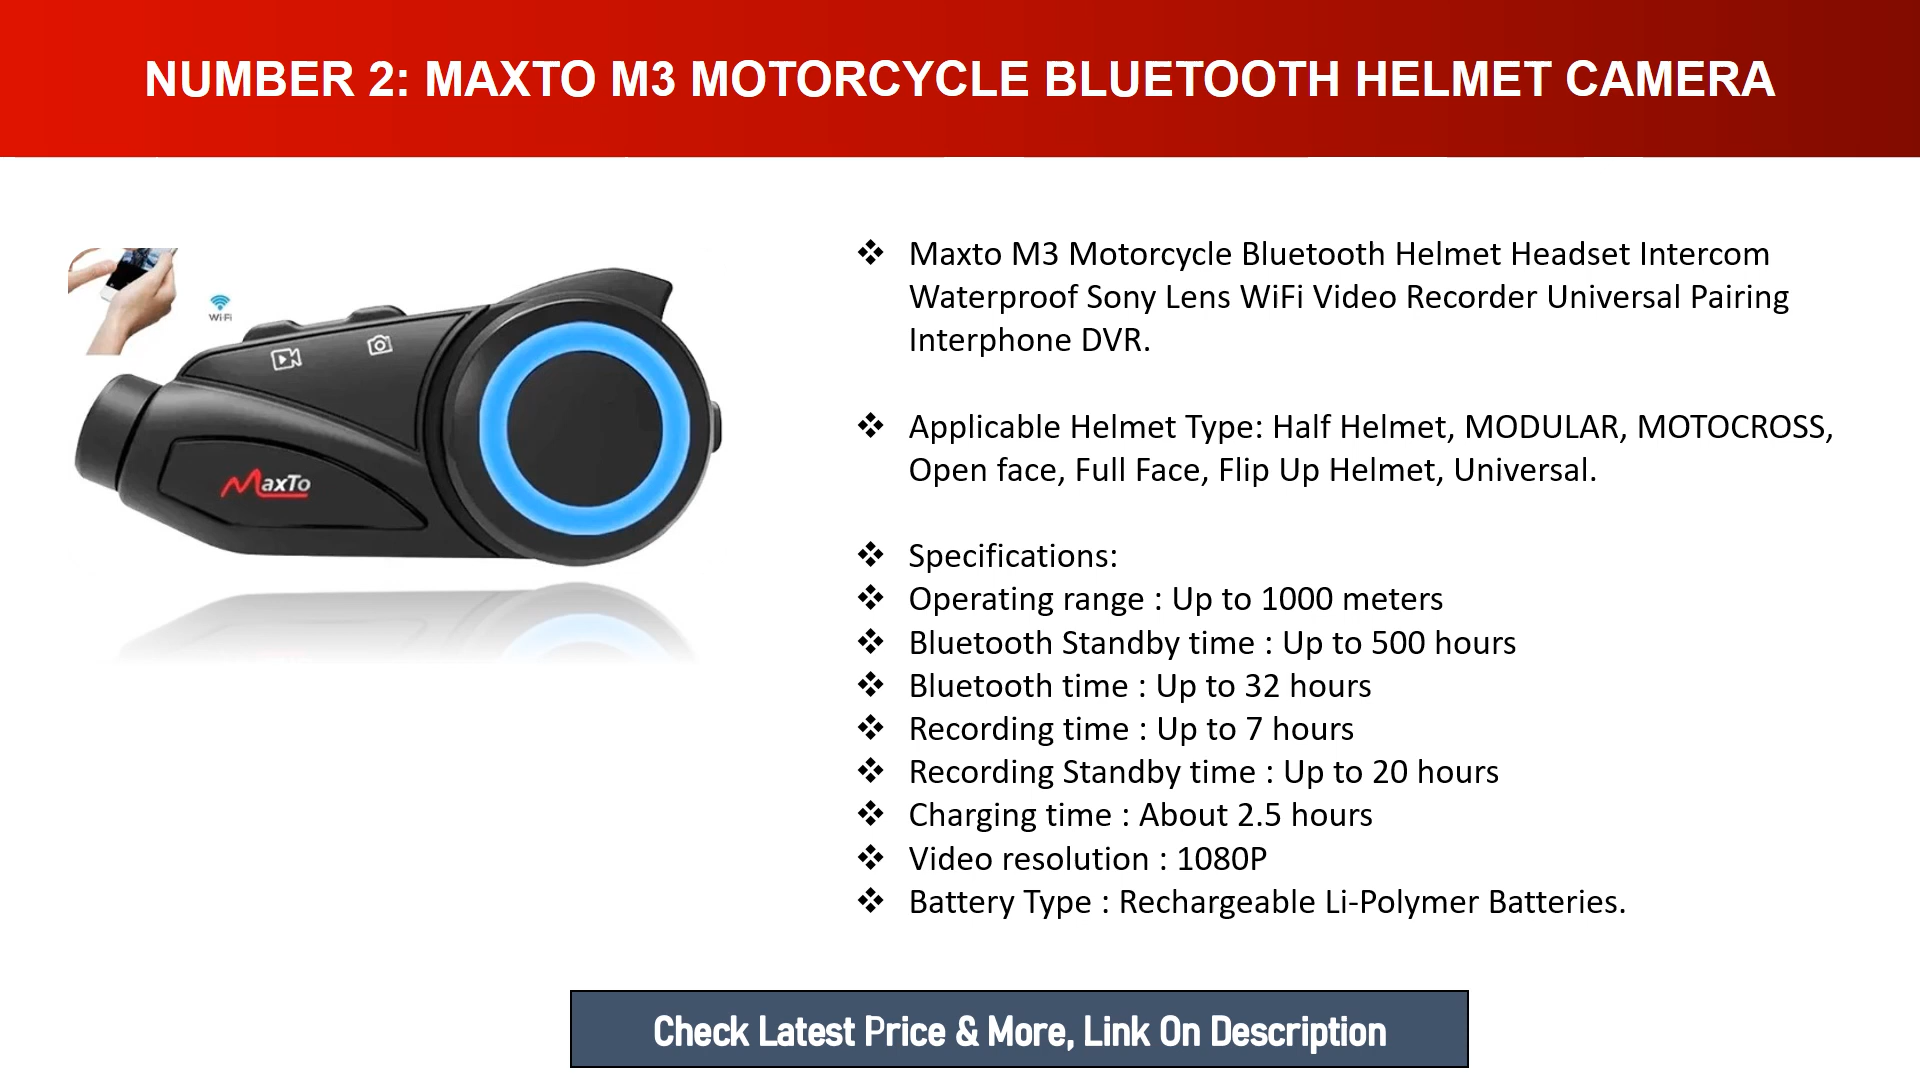 NUMBER 2: MAXTO M3 MOTORCYCLE BLUETOOTH HELMET CAMERA
WiFi
MaxTo
❖ Maxto M3 Motorcycle Bluetooth Helmet Headset Intercom
Waterproof Sony Lens WiFi Video Recorder Universal Pairing
Interphone DVR.
❖ Applicable Helmet Type: Half Helmet, MODULAR, MOTOCROSS,
Open face, Full Face, Flip Up Helmet, Universal.
❖ Specifications:
❖ Operating range : Up to 1000 meters
❖ Bluetooth Standby time : Up to 500 hours
❖ Bluetooth time : Up to 32 hours
❖ Recording time : Up to 7 hours
❖ Recording Standby time : Up to 20 hours
❖ Charging time : About 2.5 hours
❖ Video resolution : 1080P
❖ Battery Type : Rechargeable Li-Polymer Batteries.
Check Latest Price & More, Link On Description